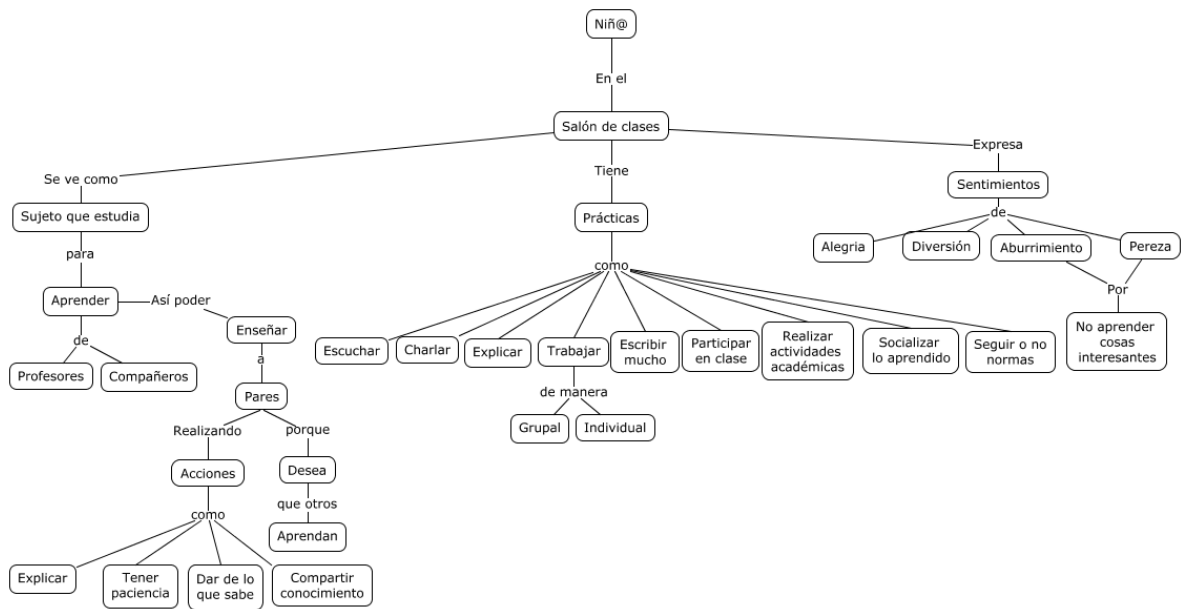 Niñ@
En el
Salón de clases
Se ve como
Sujeto que estudia
para
Aprender
Así poder
de
Profesores
Compañeros
Enseñar
a
Pares
Realizando
porque
Acciones
Desea
como
que otros
Aprendan
Explicar
Tener
paciencia
Dar de lo
que sabe
Compartir
conocimiento
Tiene
Prácticas
como
Escuchar
Charlar
Explicar
Trabajar
Escribir
mucho
Participar
en clase
Realizar
actividades
académicas
Socializar
lo aprendido
Seguir o no
normas
de manera
Grupal
Individual
Expresa
Sentimientos
de
Alegria
Diversión
Aburrimiento
Pereza
Por
No aprender
cosas
interesantes